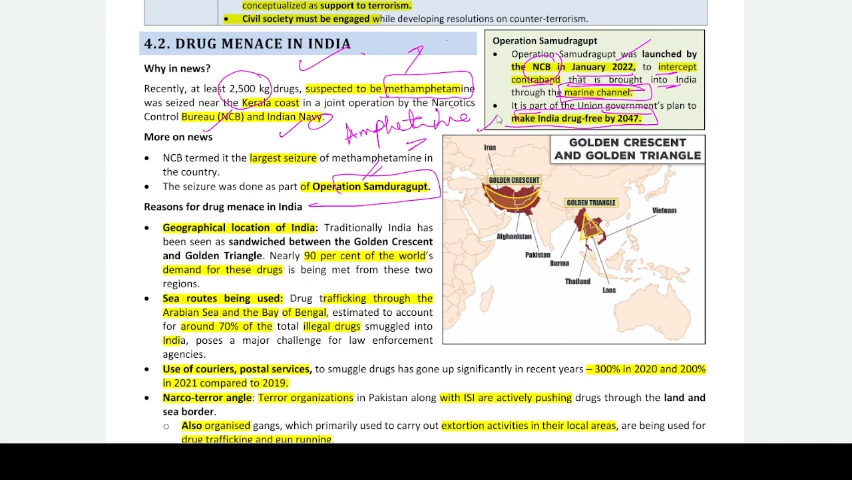 conceptualized as support to terrorism.
• Civil society must be engaged while developing resolutions on counter-terrorism.
4.2. DRUG MENACE IN INDIA
Why in news?
Recently, at least 2,500 kg drugs, suspected to be methamphetamine
was seized near the Kerala coast in a joint operation by the Narcotics
Control Bureau (NCB) and Indian Navy.
Amphetamine
More on news
• NCB termed it the largest seizure of methamphetamine in
the country.
• The seizure was done as part of Operation Samduragupt.
Reasons for drug menace in India
• Geographical location of India: Traditionally India has
been seen as sandwiched between the Golden Crescent
and Golden Triangle. Nearly 90 per cent of the world's
demand for these drugs is being met from these two
regions.
• Sea routes being used: Drug trafficking through the
Arabian Sea and the Bay of Bengal, estimated to account
for around 70% of the total illegal drugs smuggled into
India, poses a major challenge for law enforcement
agencies.
Operation Samudragupt
• Operation Samudragupt was launched by
the NCB in January 2022, to intercept
contraband that is brought into India
through the marine channel.
• It is part of the Union government's plan to
make India drug-free by 2047.
GOLDEN CRESCENT
AND GOLDEN TRIANGLE
Iran
GOLDEN CRESCENT
GOLDEN TRIANGLE
Vietnam
Afghanistan
Pakistan
Burma
Thailand
Laos
• Use of couriers, postal services, to smuggle drugs has gone up significantly in recent years – 300% in 2020 and 200%
in 2021 compared to 2019.
• Narco-terror angle: Terror organizations in Pakistan along with ISI are actively pushing drugs through the land and
sea border.
o Also organised gangs, which primarily used to carry out extortion activities in their local areas, are being used for
drug trafficking and gun running.